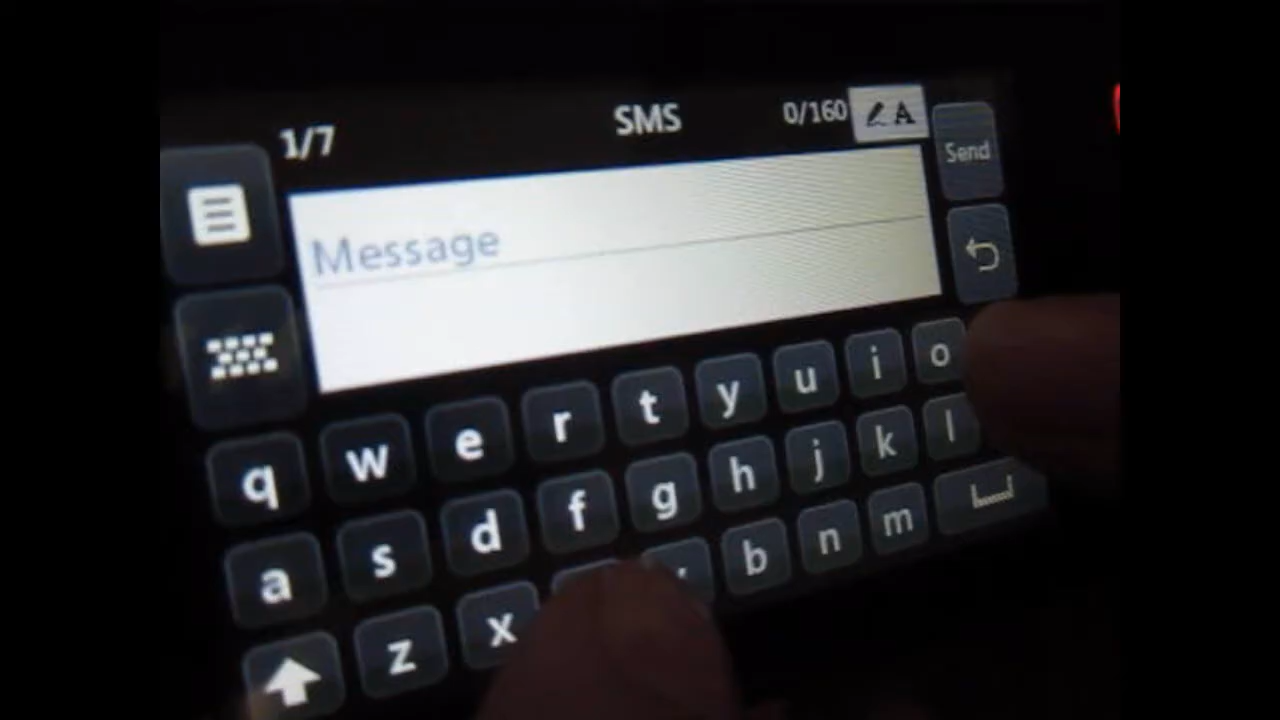 1/7 SMS 0/160 A
Send
Message
q w e r t y u i o
a s d f g h j k l
z x b n m